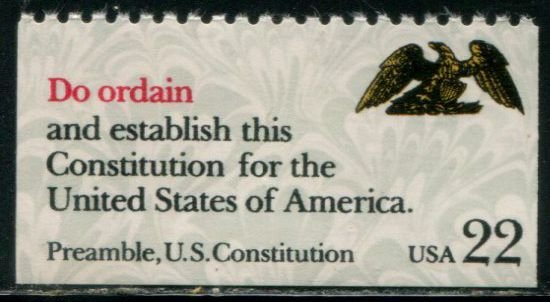 Do ordain
and establish this
Constitution for the
United States of America.
Preamble, U.S. Constitution
USA 22